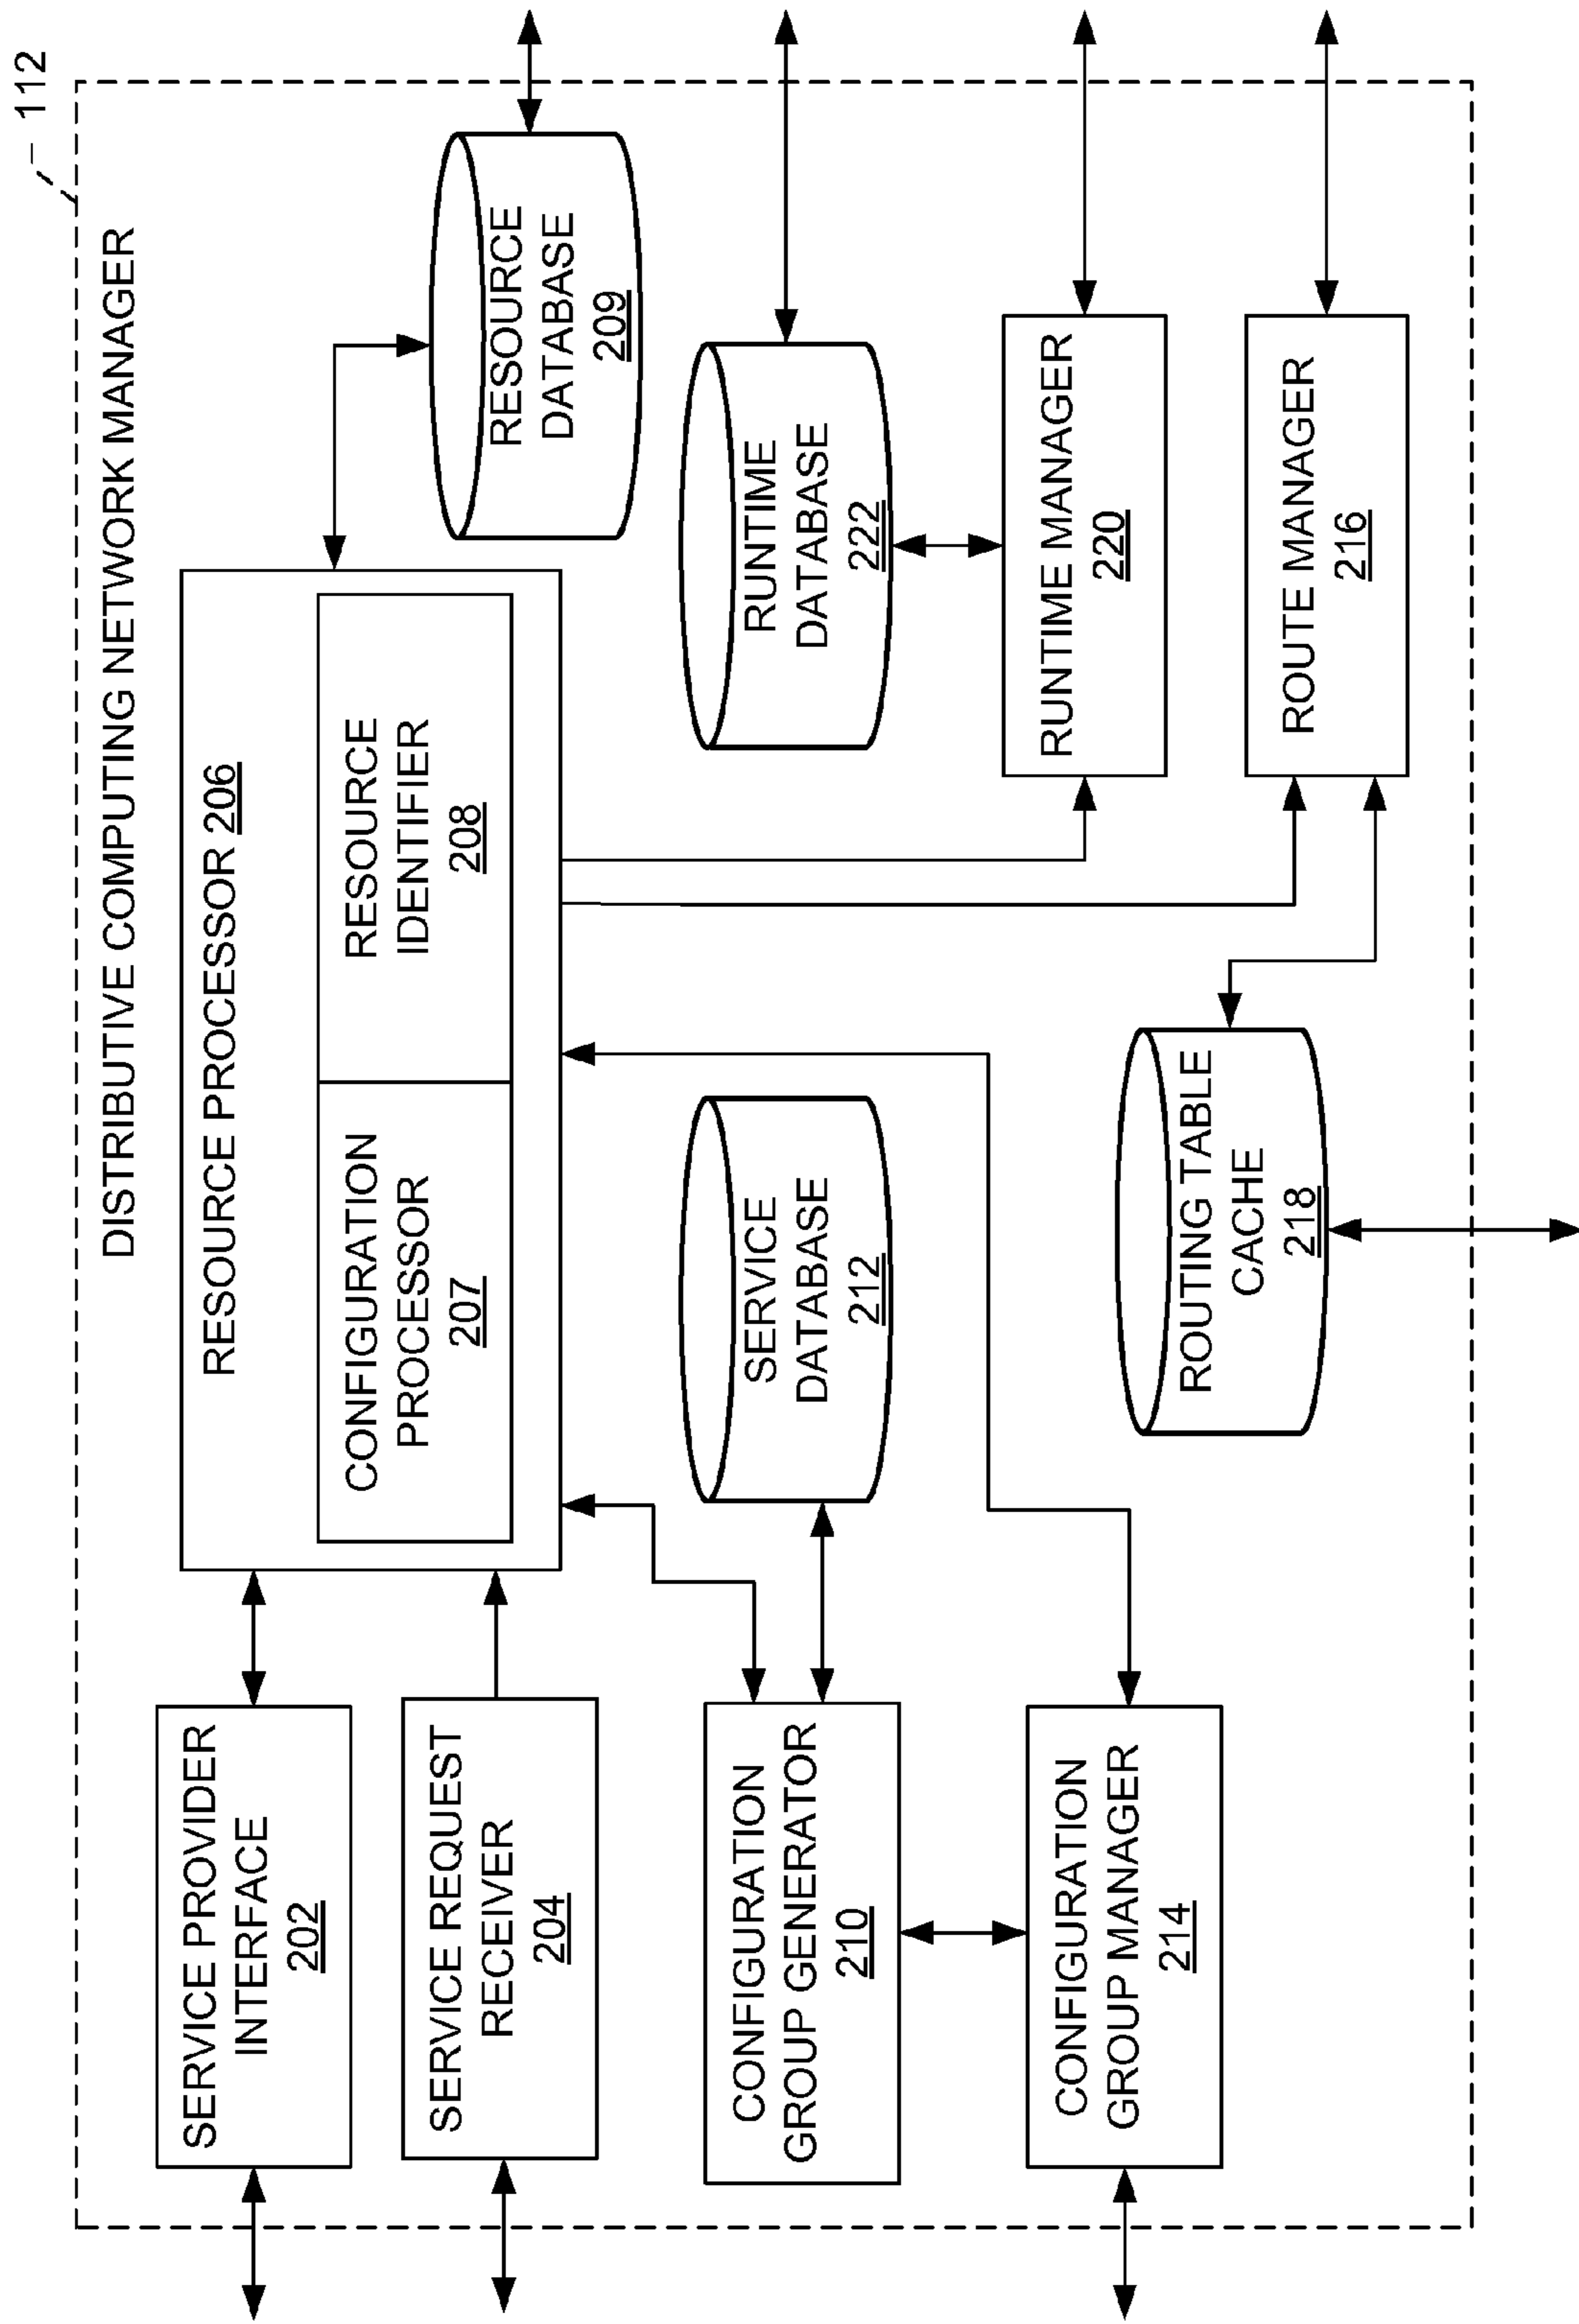 112
DISTRIBUTIVE COMPUTING NETWORK MANAGER
SERVICE PROVIDER
INTERFACE
202
SERVICE REQUEST
RECEIVER
204
RESOURCE PROCESSOR 206
CONFIGURATION
PROCESSOR
207
RESOURCE
IDENTIFIER
208
RESOURCE
DATABASE
209
CONFIGURATION
GROUP GENERATOR
210
SERVICE
DATABASE
212
RUNTIME
DATABASE
222
CONFIGURATION
GROUP MANAGER
214
ROUTING TABLE
CACHE
218
RUNTIME MANAGER
220
ROUTE MANAGER
216